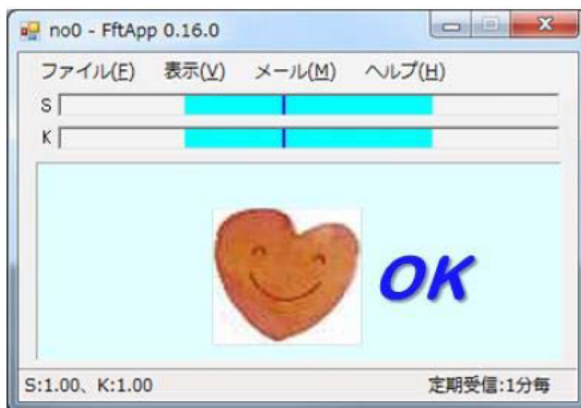 no0 - FftApp 0.16.0
ファイル(F) 表示(V) メール(M) ヘルプ(H)
S
K
OK
S:1.00、K:1.00 定期受信:1分毎